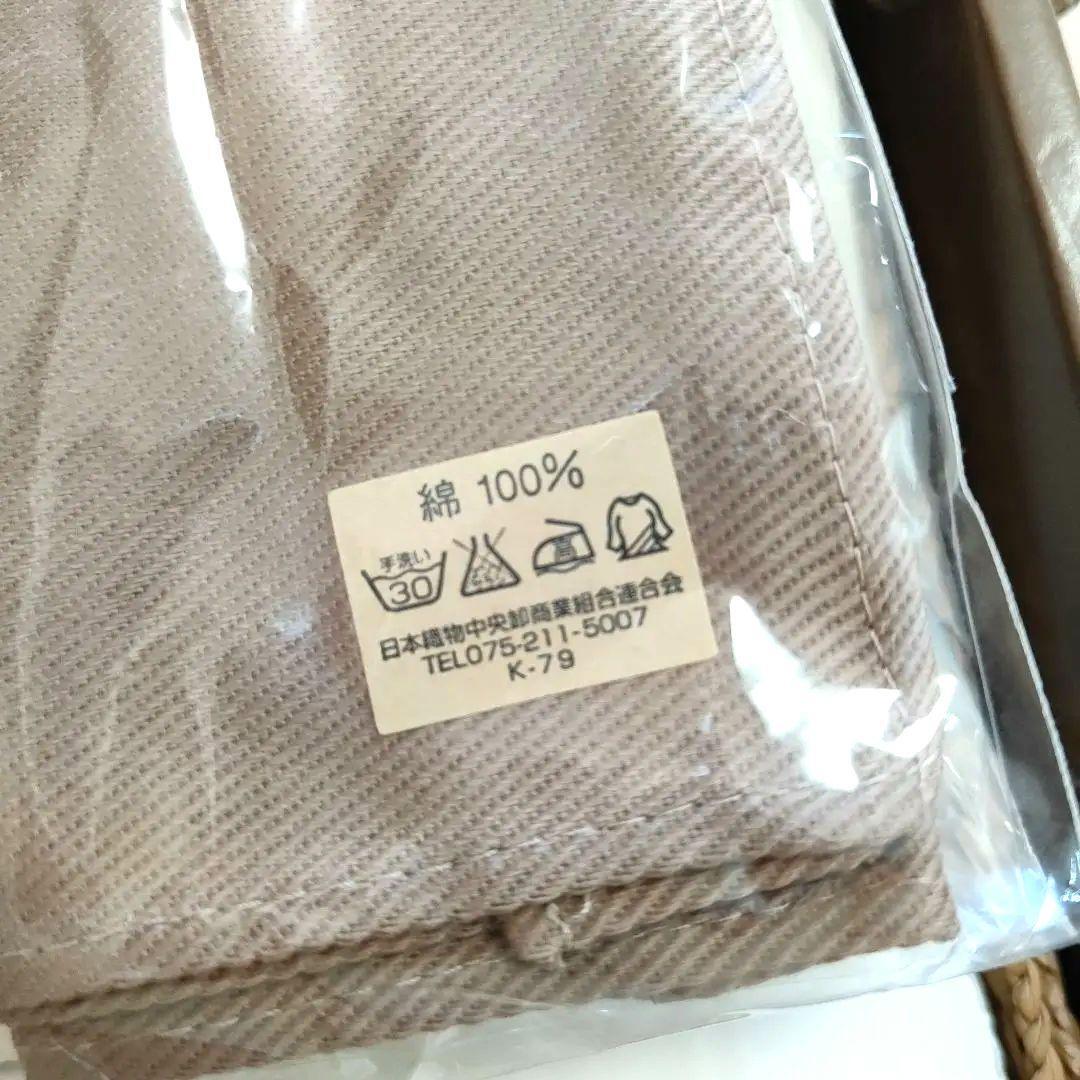 綿 100%
手洗い
30
高
日本織物中央卸商業組合連合会
TEL075-211-5007
K-79